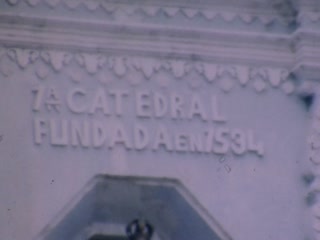 1A CATEDRAL
FUNDADA EN 1534